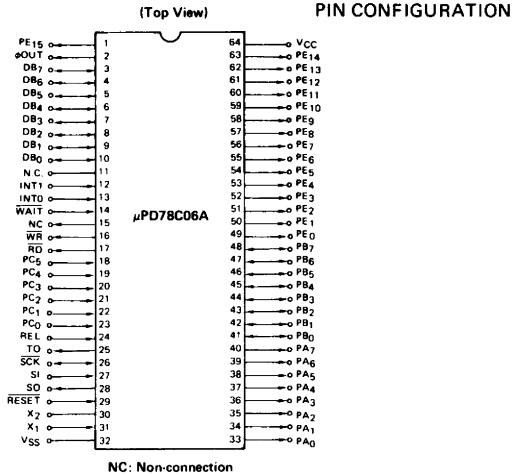 (Top View) PIN CONFIGURATION
PE15 1 64 VCC
φOUT 2 63 PE14
DB7 3 62 PE13
DB6 4 61 PE12
DB5 5 60 PE11
DB4 6 59 PE10
DB3 7 58 PE9
DB2 8 57 PE8
DB1 9 56 PE7
DB0 10 55 PE6
N.C. 11 54 PE5
INT1 12 53 PE4
INT0 13 52 PE3
WAIT 14 51 PE2
NC 15 50 PE1
WR 16 49 PE0
RD 17 48 PB7
PC5 18 47 PB6
PC4 19 46 PB5
PC3 20 45 PB4
PC2 21 44 PB3
PC1 22 43 PB2
PC0 23 42 PB1
REL 24 41 PB0
TO 25 40 PA7
SCK 26 39 PA6
SI 27 38 PA5
SO 28 37 PA4
RESET 29 36 PA3
X2 30 35 PA2
X1 31 34 PA1
VSS 32 33 PA0
μPD78C06A
NC: Non-connection